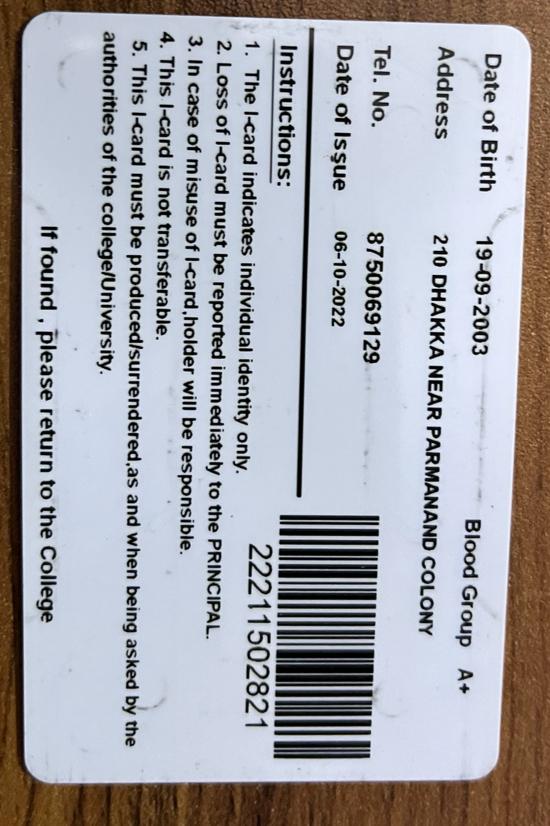 Date of Birth 19-09-2003 Blood Group A+
Address 210 DHAKKA NEAR PARMANAND COLONY
Tel. No. 8750069129
Date of Issue 06-10-2022
22211502821
Instructions:
1. The I-card indicates individual identity only.
2. Loss of I-card must be reported immediately to the PRINCIPAL.
3. In case of misuse of I-card,holder will be responsible.
4. This I-card is not transferable.
5. This I-card must be produced/surrendered,as and when being asked by the
authorities of the college/University.
If found , please return to the College